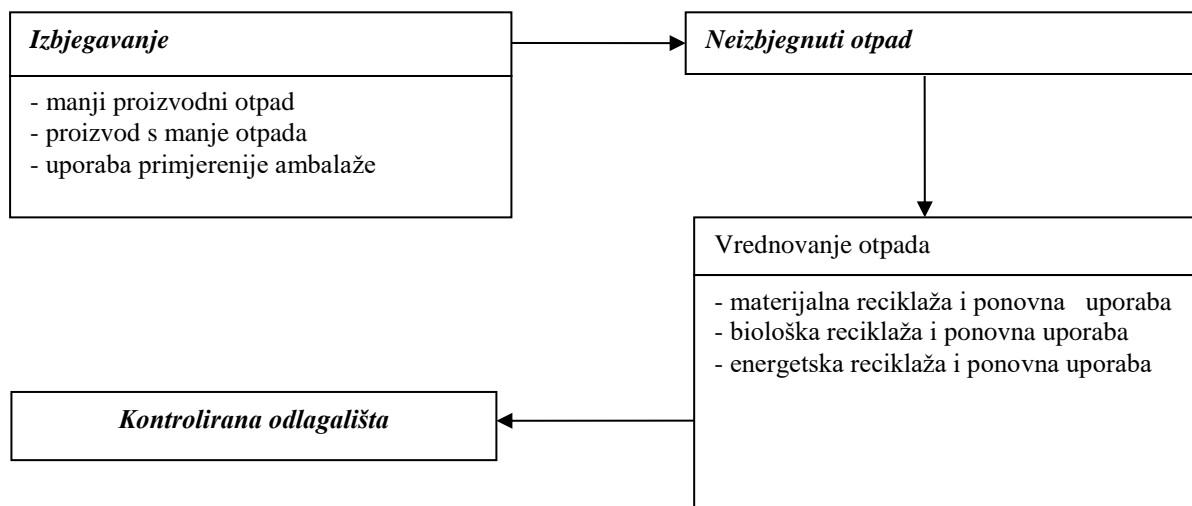 Izbjegavanje
- manji proizvodni otpad
- proizvod s manje otpada
- uporaba primjerenije ambalaže
Neizbjegnuti otpad
Vrednovanje otpada
- materijalna reciklaža i ponovna uporaba
- biološka reciklaža i ponovna uporaba
- energetska reciklaža i ponovna uporaba
Kontrolirana odlagališta